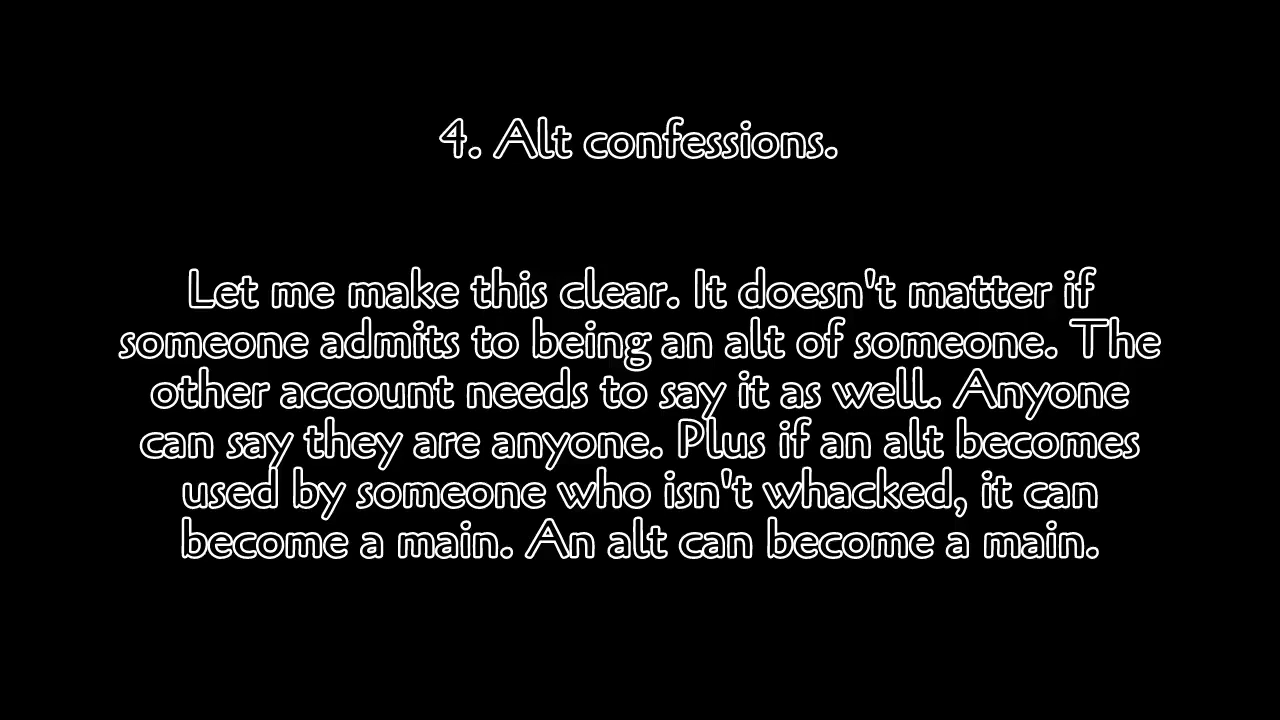 4. Alt confessions.
Let me make this clear. It doesn't matter if
someone admits to being an alt of someone. The
other account needs to say it as well. Anyone
can say they are anyone. Plus if an alt becomes
used by someone who isn't whacked, it can
become a main. An alt can become a main.